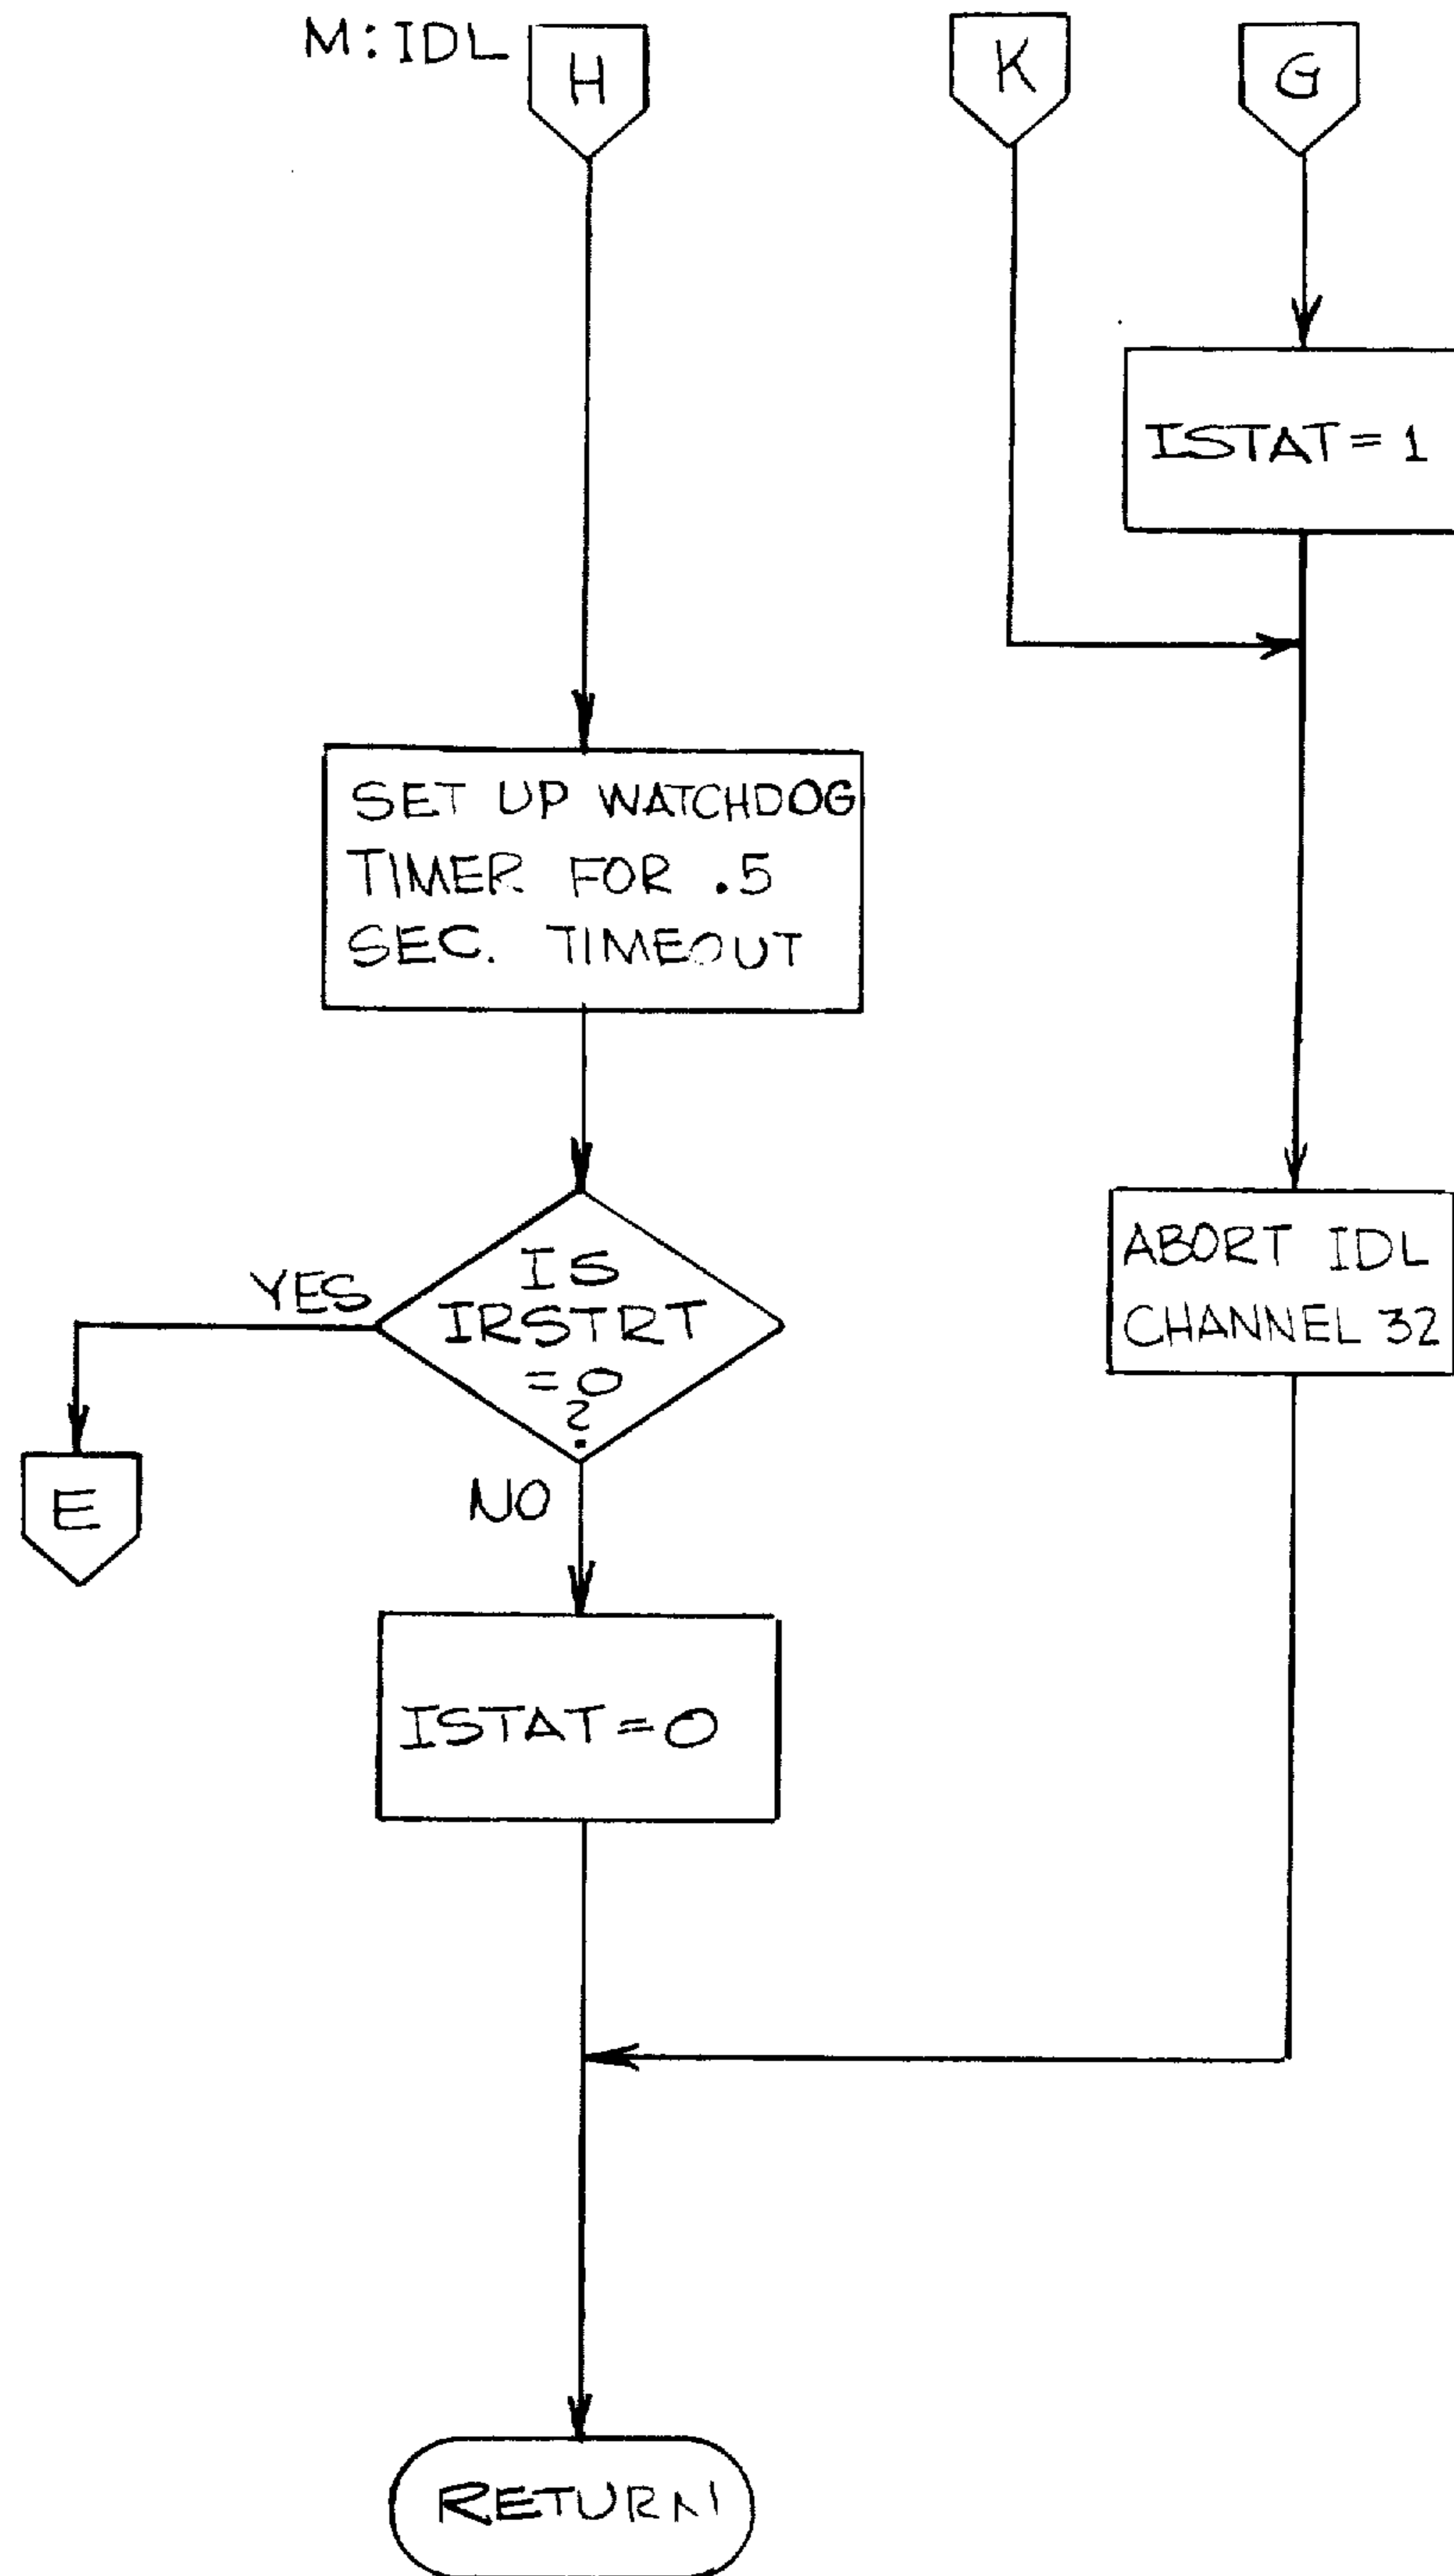 M:IDL
H
K
G
ISTAT = 1
SET UP WATCHDOG
TIMER FOR .5
SEC. TIMEOUT
IS
IRSTRT
= 0
?
YES
NO
E
ABORT IDL
CHANNEL 32
ISTAT = 0
RETURN